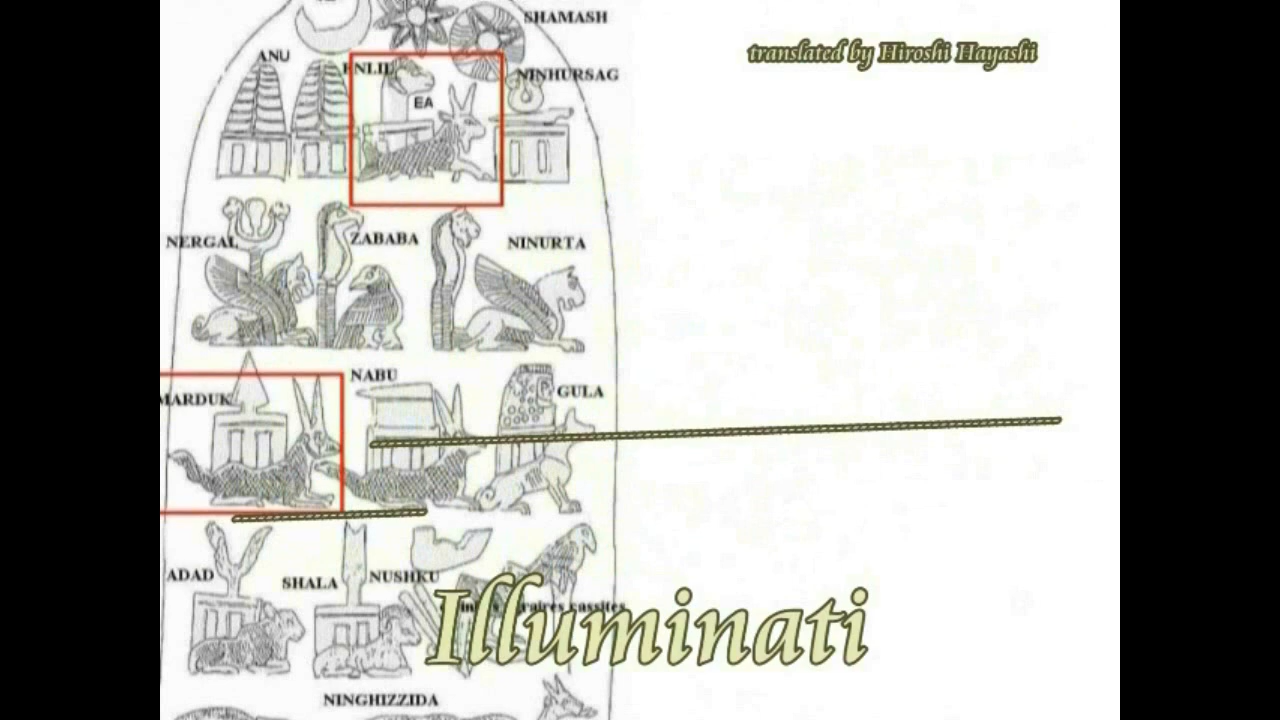 SHAMASH
translated by Hiroshi Hayashi
ANU
ENLIL
NINHURSAG
EA
NERGAL
ZABABA
NINURTA
MARDUK
NABU
GULA
ADAD
SHALA
NUSHKU
cassites
Illuminati
NINGHIZZIDA